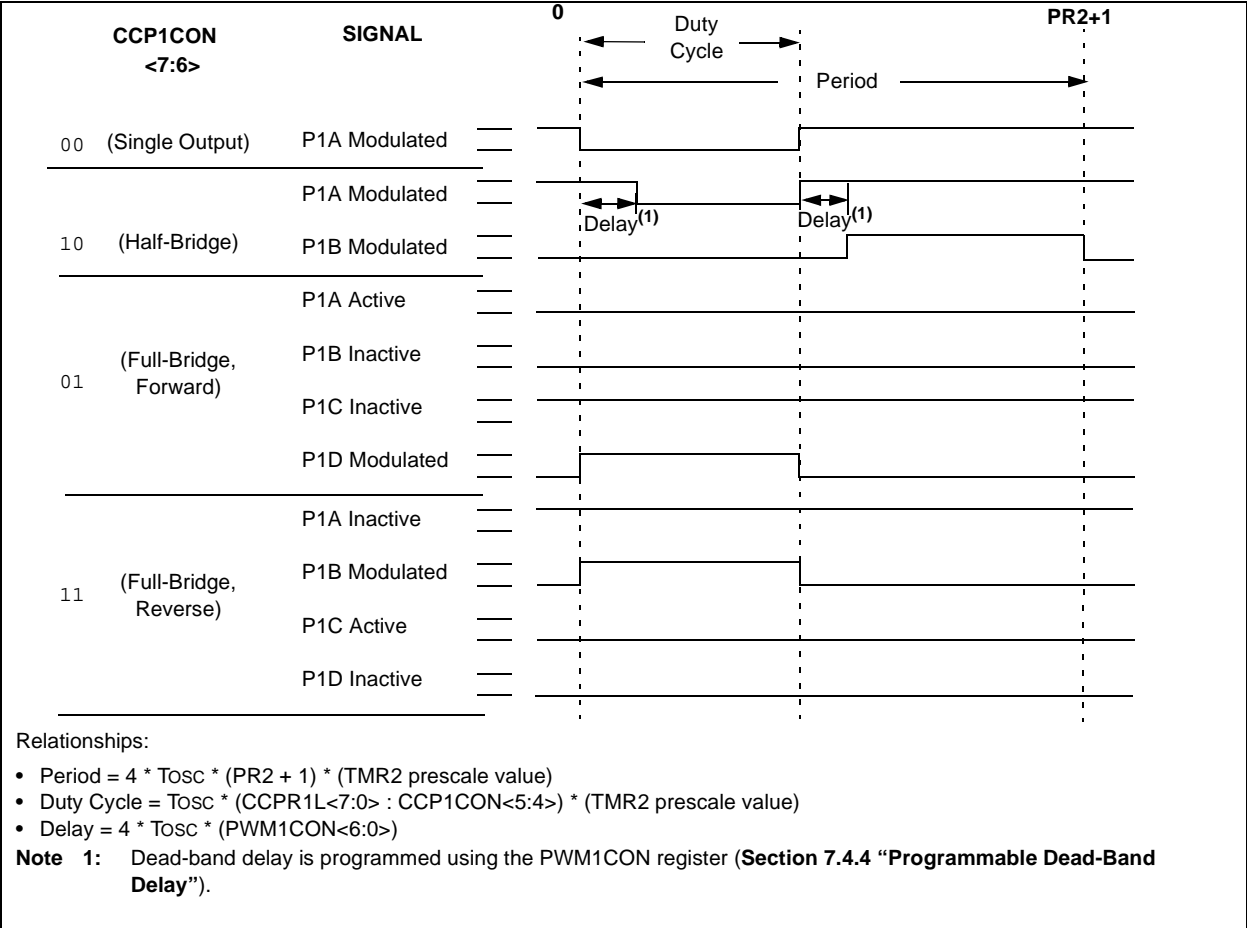 CCP1CON
<7:6>
SIGNAL
0
Duty
Cycle
PR2+1
Period
00
(Single Output)
P1A Modulated
P1A Modulated
Delay(1)
Delay(1)
10
(Half-Bridge)
P1B Modulated
P1A Active
P1B Inactive
01
(Full-Bridge,
Forward)
P1C Inactive
P1D Modulated
P1A Inactive
P1B Modulated
11
(Full-Bridge,
Reverse)
P1C Active
P1D Inactive
Relationships:
• Period = 4 * TOSC * (PR2 + 1) * (TMR2 prescale value)
• Duty Cycle = TOSC * (CCPR1L<7:0> : CCP1CON<5:4>) * (TMR2 prescale value)
• Delay = 4 * TOSC * (PWM1CON<6:0>)
Note 1: Dead-band delay is programmed using the PWM1CON register (Section 7.4.4 “Programmable Dead-Band
Delay”).